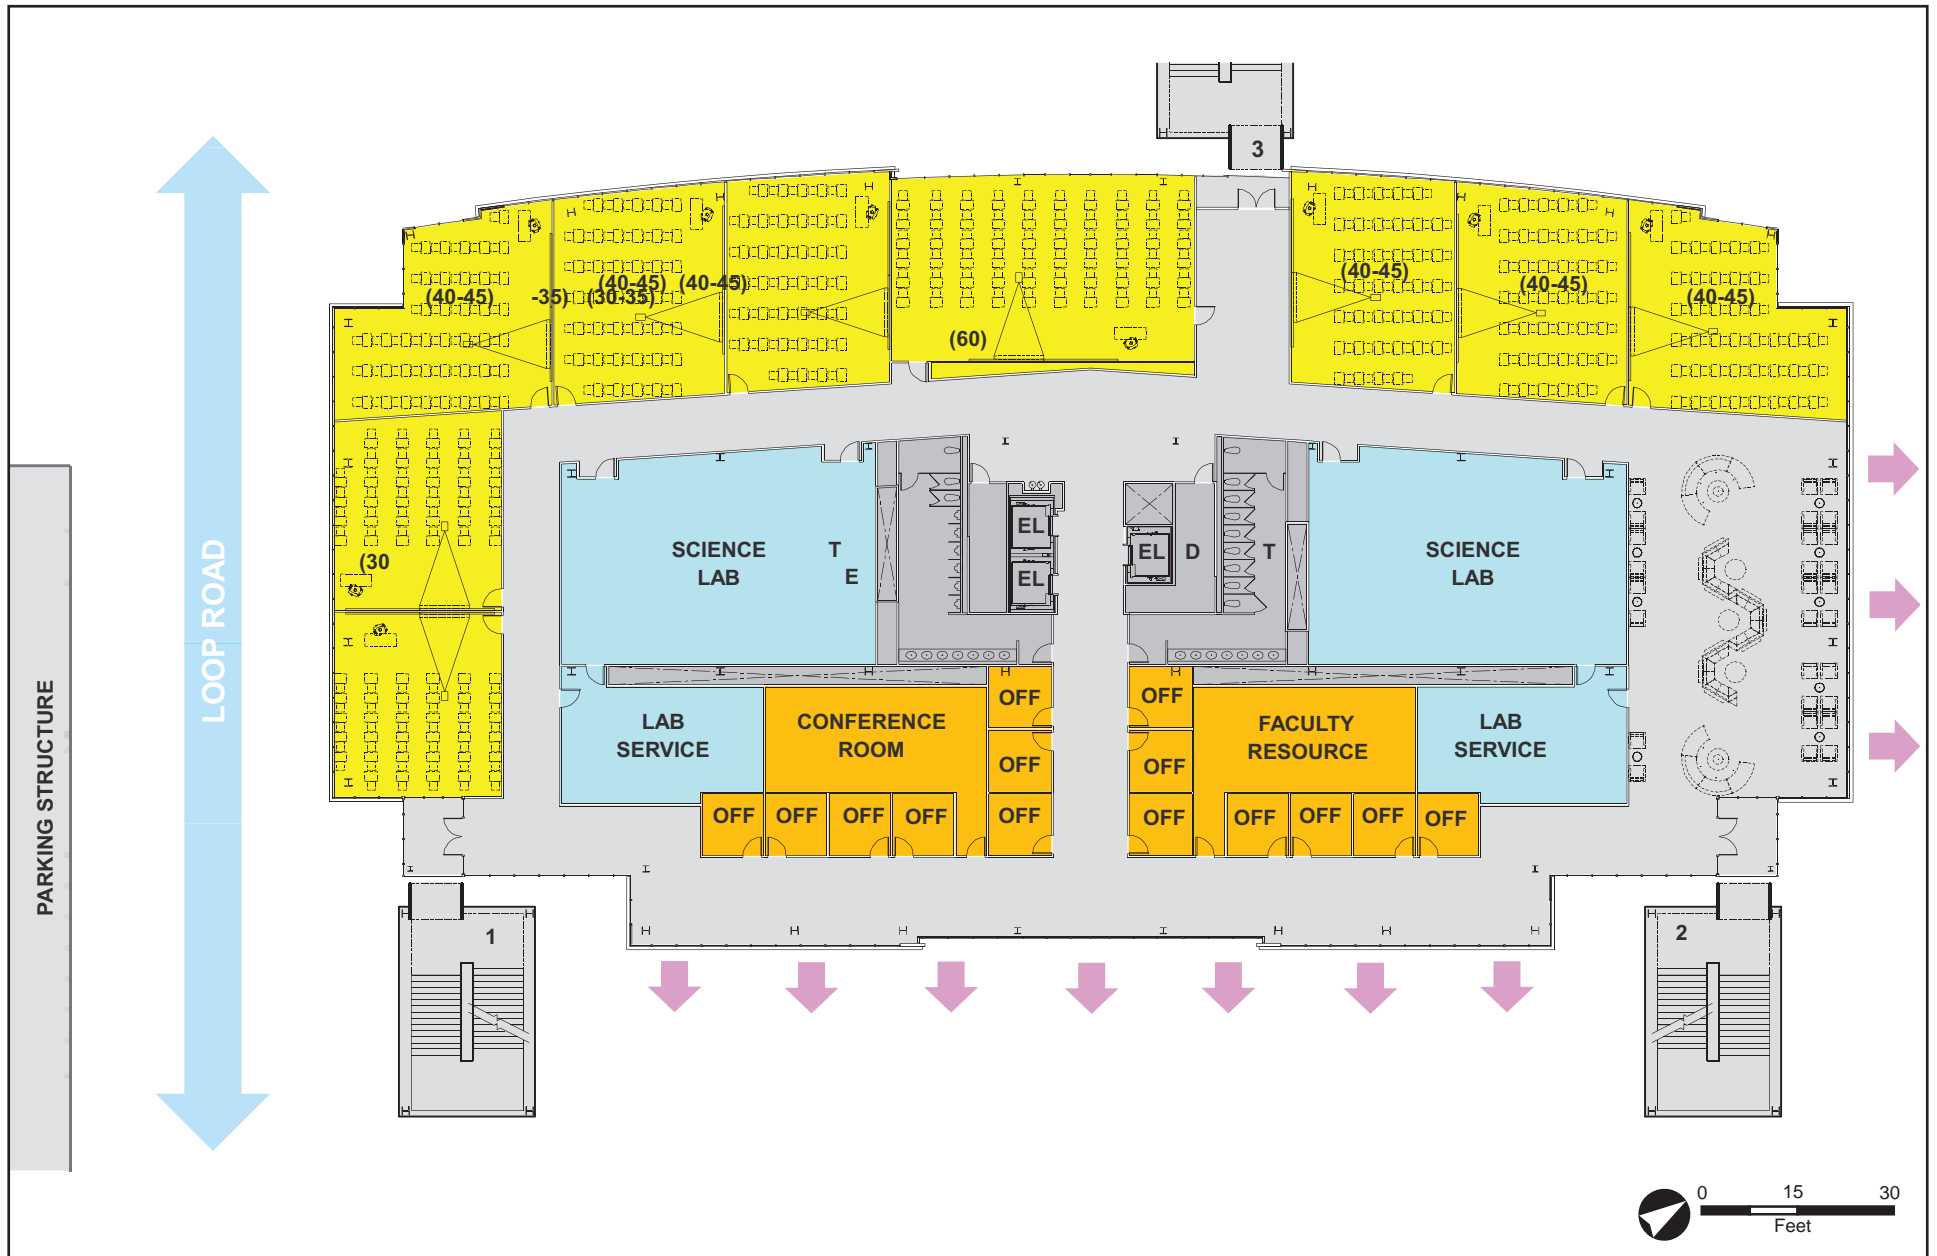 3
(40-45)
-35)
(40-45)
(30-35)
(40-45)
(60)
(40-45)
(40-45)
(40-45)
(30
SCIENCE
LAB
T
E
EL
EL
EL
D
T
SCIENCE
LAB
LOOP ROAD
PARKING STRUCTURE
LAB
SERVICE
CONFERENCE
ROOM
OFF
OFF
OFF
OFF
OFF
OFF
FACULTY
RESOURCE
LAB
SERVICE
OFF
OFF
OFF
OFF
OFF
OFF
OFF
OFF
1
2
0 15 30
Feet